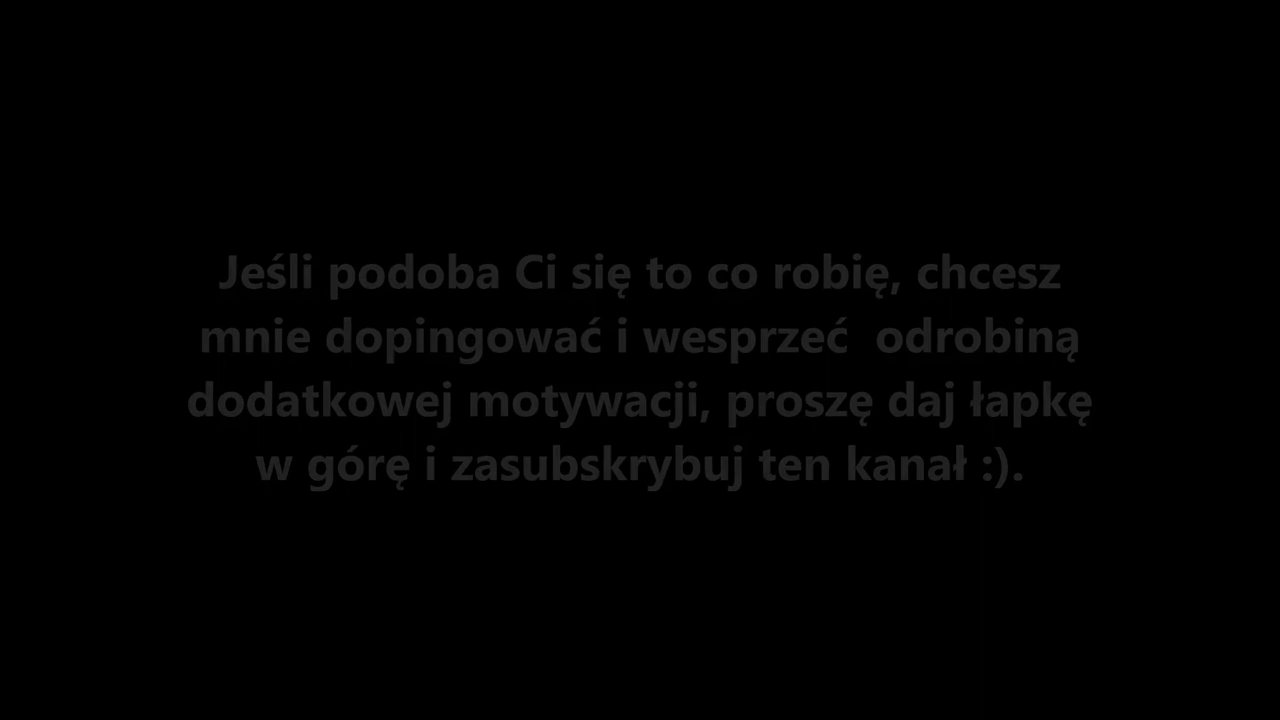 Jeśli podoba Ci się to co robię, chcesz
mnie dopingować i wesprzeć  odrobiną
dodatkowej motywacji, proszę daj łapkę
w górę i zasubskrybuj ten kanał :).